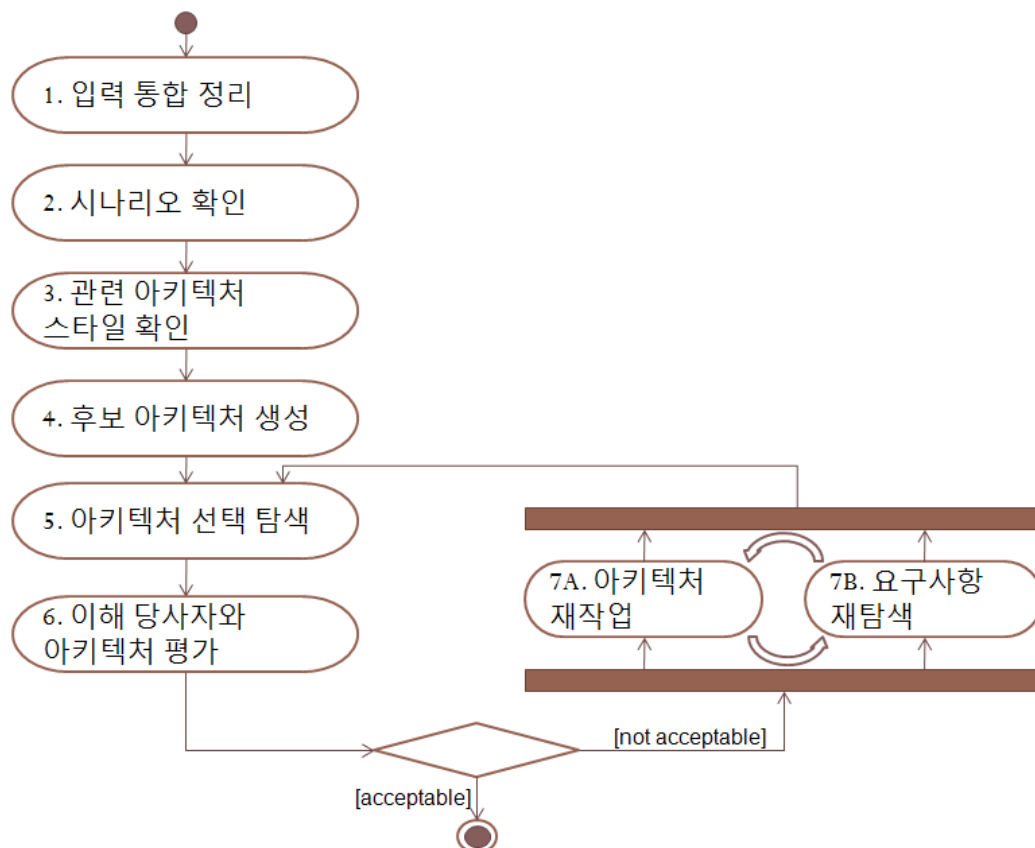 1. 입력 통합 정리
2. 시나리오 확인
3. 관련 아키텍처
스타일 확인
4. 후보 아키텍처 생성
5. 아키텍처 선택 탐색
6. 이해 당사자와
아키텍처 평가
7A. 아키텍처
재작업
7B. 요구사항
재탐색
[not acceptable]
[acceptable]